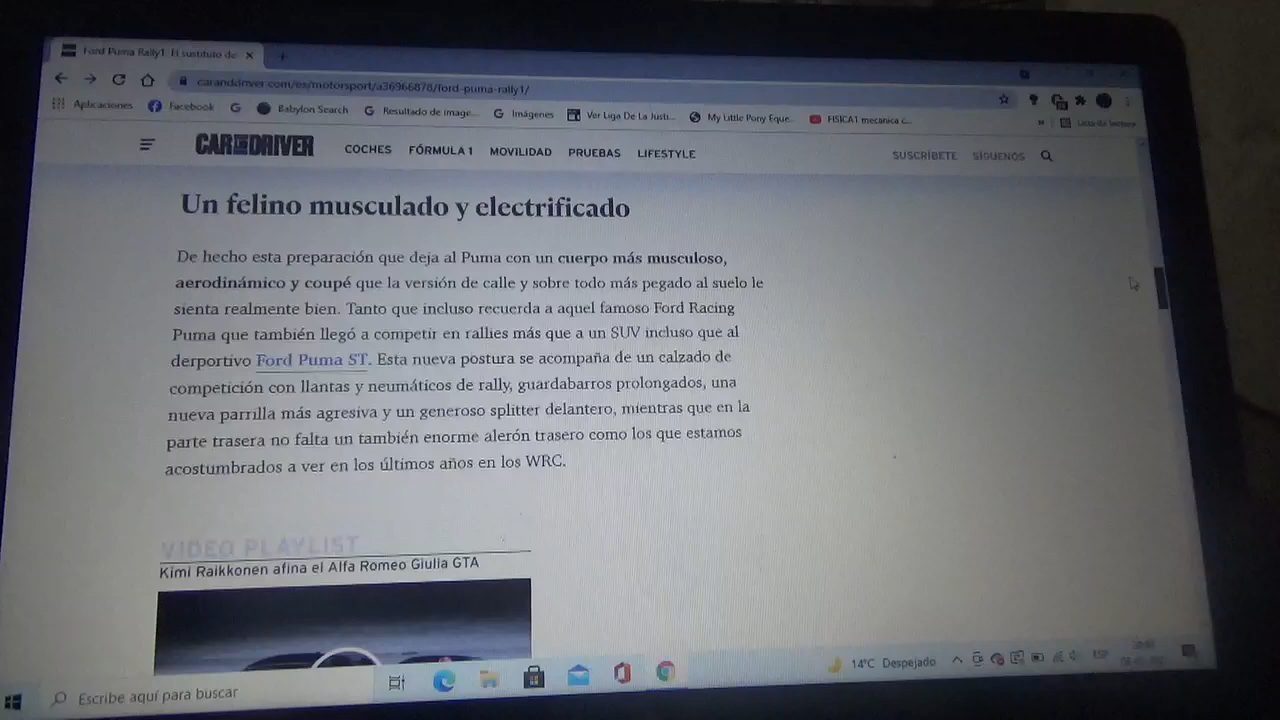 Ford Puma Rally1: El sustituto de
carandriver.com/es/motorsport/a36966878/ford-puma-rally1/
Aplicaciones Facebook Babylon Search Resultado de image... Imágenes Ver Liga De La Justi... My Little Pony Eque... FISICA1 mecanica c...
CAR AND DRIVER COCHES FÓRMULA 1 MOVILIDAD PRUEBAS LIFESTYLE SUSCRÍBETE SÍGUENOS
Un felino musculado y electrificado
De hecho esta preparación que deja al Puma con un cuerpo más musculoso,
aerodinámico y coupé que la versión de calle y sobre todo más pegado al suelo le
sienta realmente bien. Tanto que incluso recuerda a aquel famoso Ford Racing
Puma que también llegó a competir en rallies más que a un SUV incluso que al
derportivo Ford Puma ST. Esta nueva postura se acompaña de un calzado de
competición con llantas y neumáticos de rally, guardabarros prolongados, una
nueva parrilla más agresiva y un generoso splitter delantero, mientras que en la
parte trasera no falta un también enorme alerón trasero como los que estamos
acostumbrados a ver en los últimos años en los WRC.
VIDEO PLAYLIST
Kimi Raikkonen afina el Alfa Romeo Giulia GTA
Escribe aquí para buscar 14°C Despejado ESP